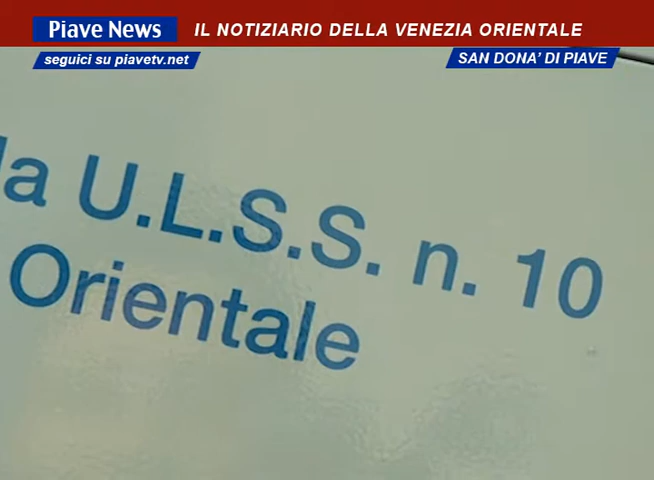 Piave News IL NOTIZIARIO DELLA VENEZIA ORIENTALE
seguici su piavetv.net SAN DONA' DI PIAVE
la U.L.S.S. n. 10
Orientale